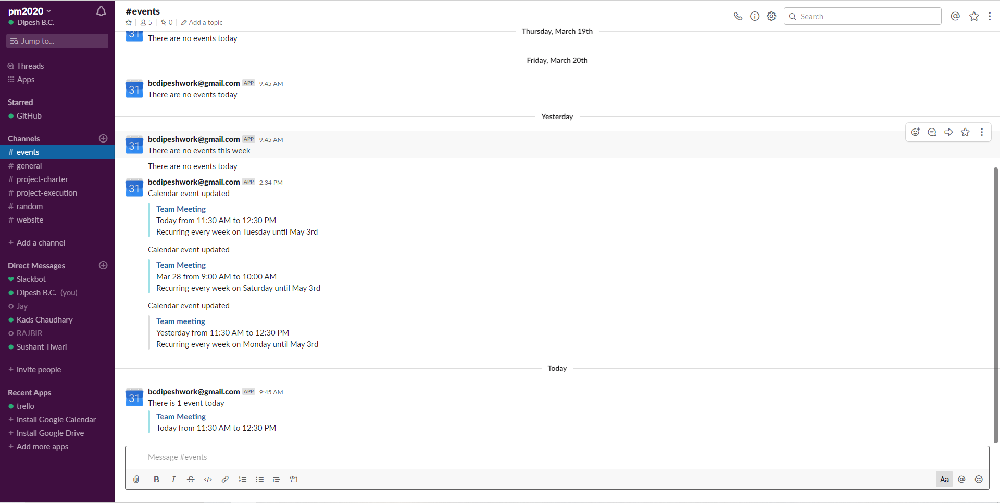 pm2020
Dipesh B.C.
Jump to...
Threads
Apps
Starred
GitHub
Channels
# events
# general
# project-charter
# project-execution
# random
# website
+ Add a channel
Direct Messages
Slackbot
Dipesh B.C. (you)
Jay
Kads Chaudhary
RAJBIR
Sushant Tiwari
+ Invite people
Recent Apps
trello
+ Install Google Calendar
+ Install Google Drive
+ Add more apps
#events
5
0
Add a topic
Search
Thursday, March 19th
31
There are no events today
Friday, March 20th
31
bcdipeshwork@gmail.com APP 9:45 AM
There are no events today
Yesterday
31
bcdipeshwork@gmail.com APP 9:45 AM
There are no events this week
There are no events today
31
bcdipeshwork@gmail.com APP 2:34 PM
Calendar event updated
Team Meeting
Today from 11:30 AM to 12:30 PM
Recurring every week on Tuesday until May 3rd
Calendar event updated
Team Meeting
Mar 28 from 9:00 AM to 10:00 AM
Recurring every week on Saturday until May 3rd
Calendar event updated
Team meeting
Yesterday from 11:30 AM to 12:30 PM
Recurring every week on Monday until May 3rd
Today
31
bcdipeshwork@gmail.com APP 9:45 AM
There is 1 event today
Team Meeting
Today from 11:30 AM to 12:30 PM
Message #events
B I S </> Aa @